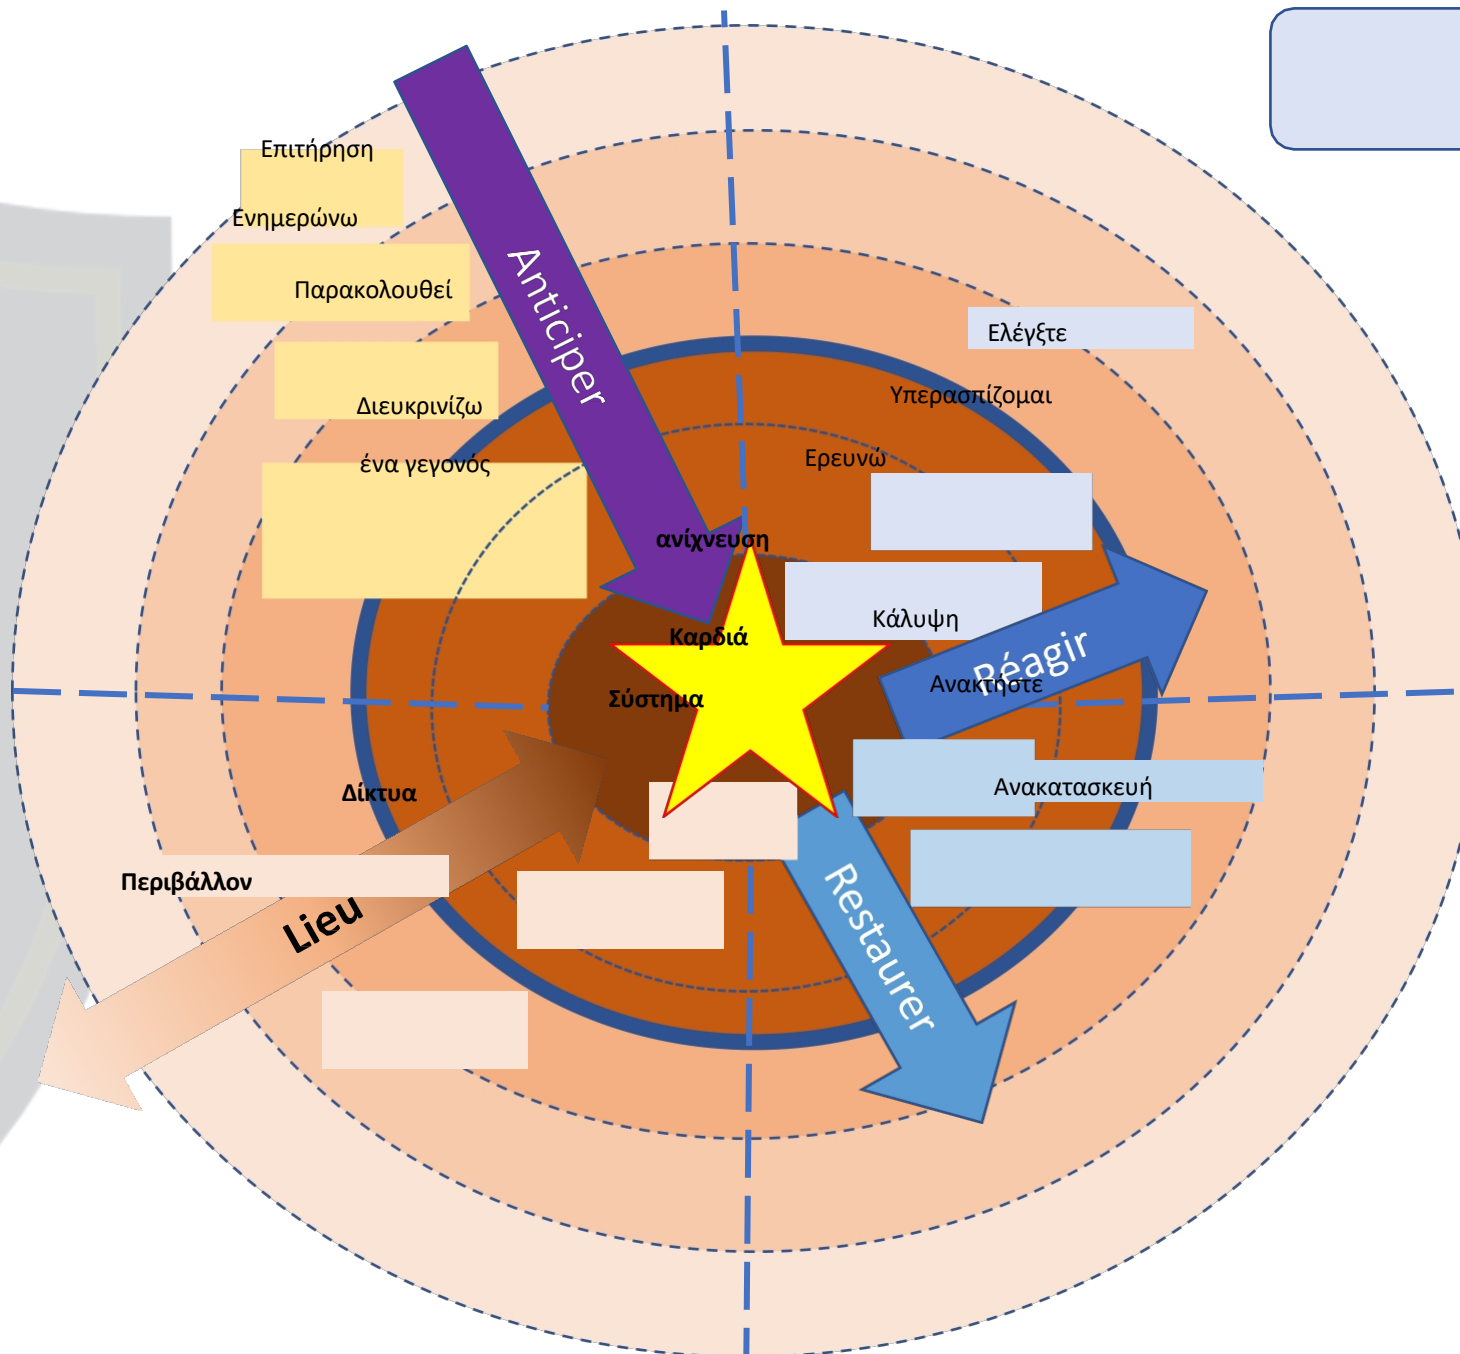 Επιτήρηση
Ενημερώνω
Παρακολουθεί
Anticiper
Ελέγξτε
Υπερασπίζομαι
Διευκρινίζω
ένα γεγονός
Ερευνώ
ανίχνευση
Καρδιά
Κάλυψη
Réagir
Σύστημα
Ανακτήστε
Δίκτυα
Ανακατασκευή
Περιβάλλον
Lieu
Restaurer